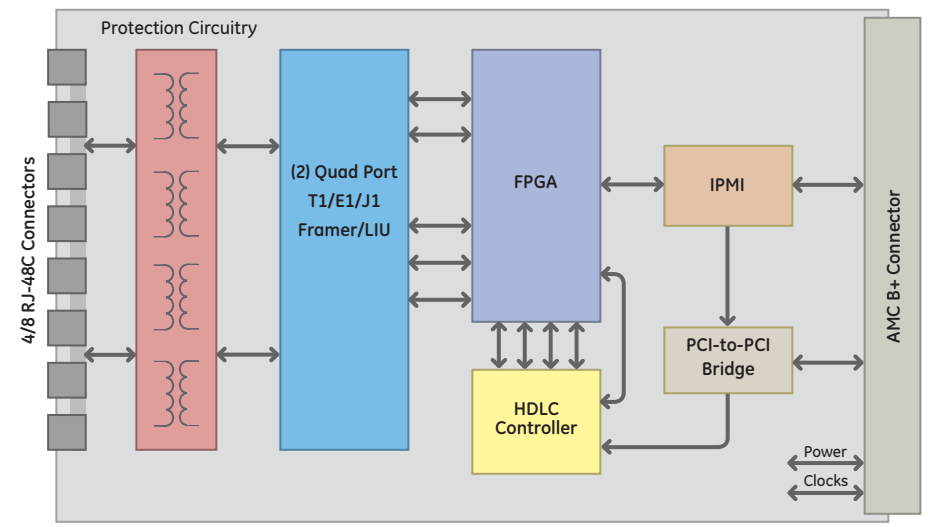 Protection Circuitry
4/8 RJ-48C Connectors
(2) Quad Port
T1/E1/J1
Framer/LIU
FPGA
IPMI
PCI-to-PCI
Bridge
HDLC
Controller
AMC B+ Connector
Power
Clocks